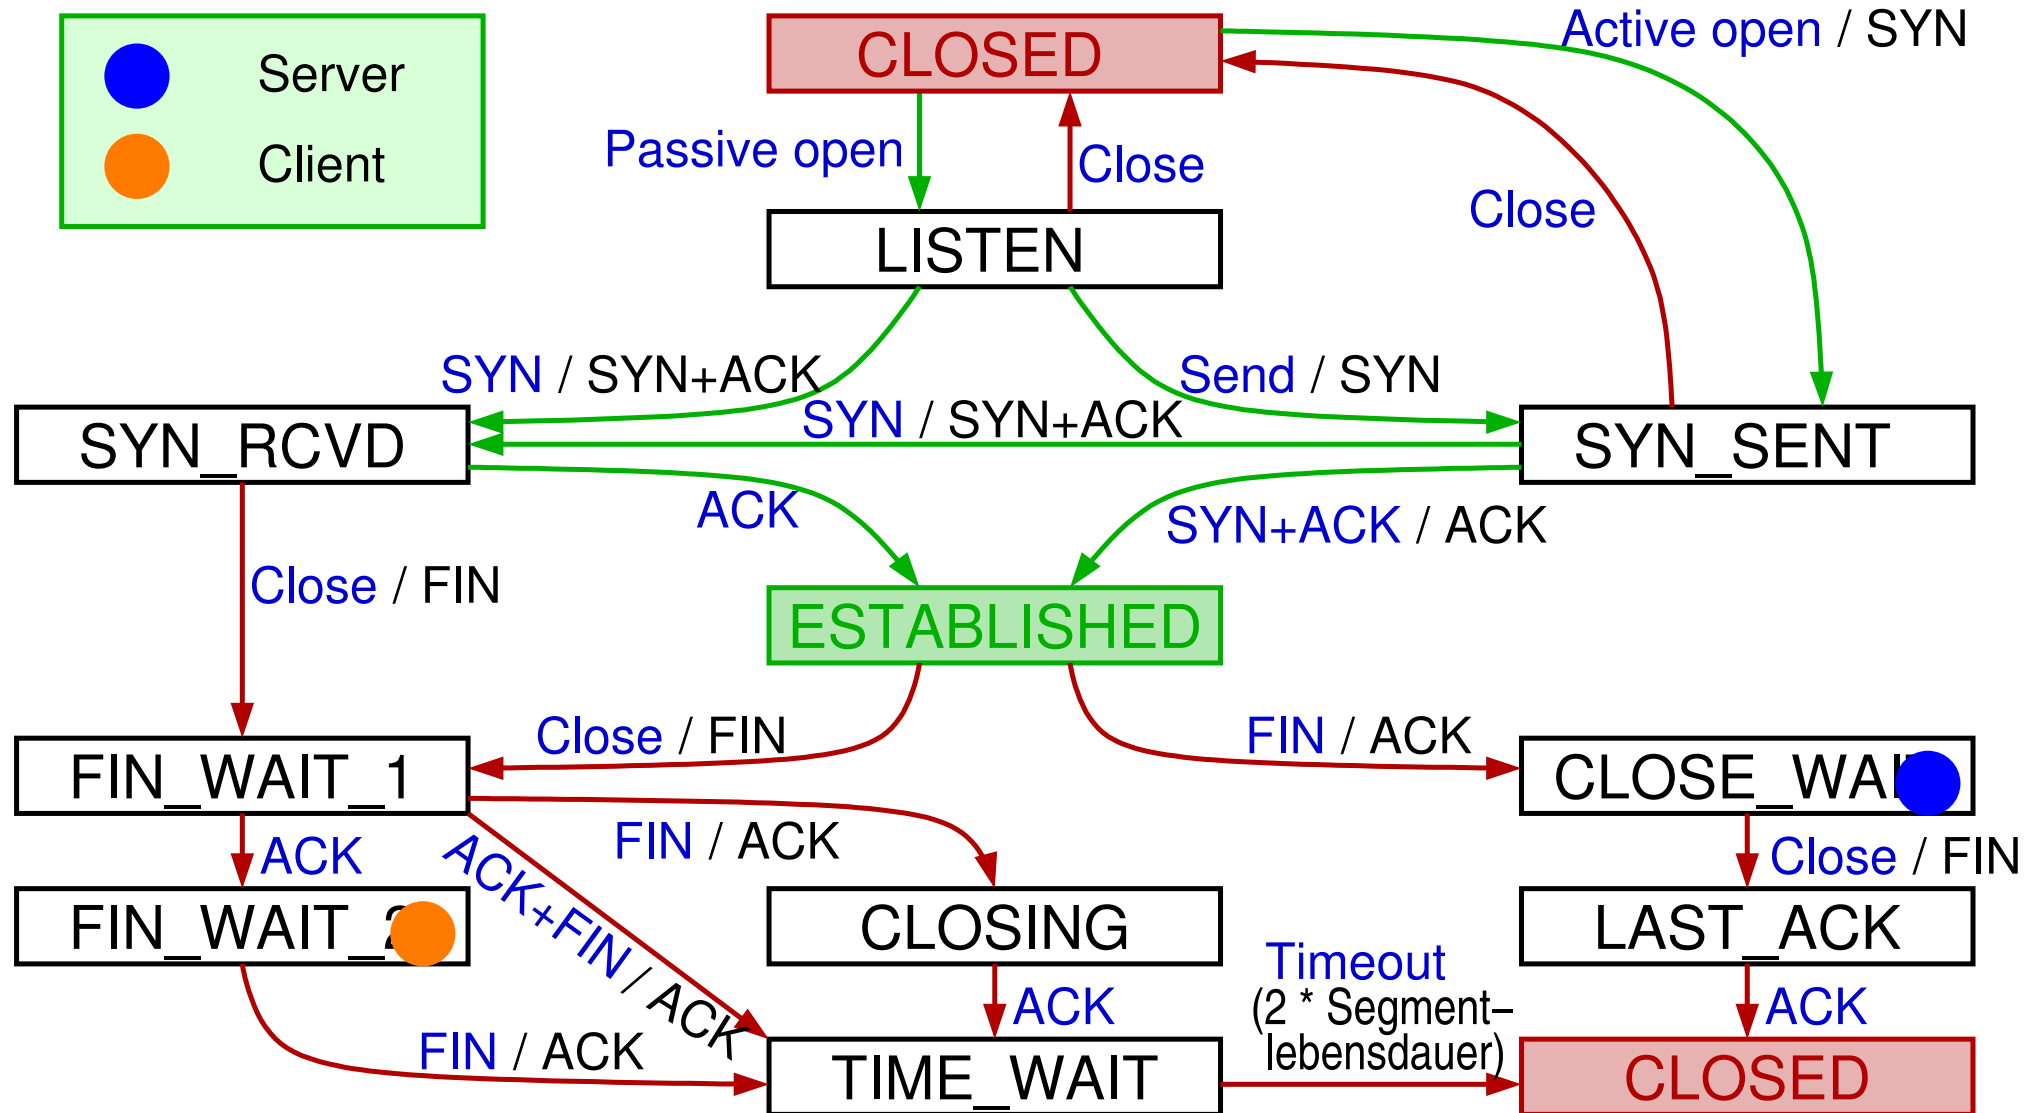 Server
Client
CLOSED
Active open / SYN
Passive open
Close
Close
LISTEN
SYN / SYN+ACK
Send / SYN
SYN / SYN+ACK
SYN_RCVD
SYN_SENT
ACK
SYN+ACK / ACK
Close / FIN
ESTABLISHED
Close / FIN
FIN / ACK
FIN_WAIT_1
CLOSE_WAI
ACK
ACK+FIN / ACK
FIN / ACK
Close / FIN
FIN_WAIT_2
CLOSING
LAST_ACK
FIN / ACK
ACK
Timeout
(2 * Segment–
lebensdauer)
ACK
TIME_WAIT
CLOSED